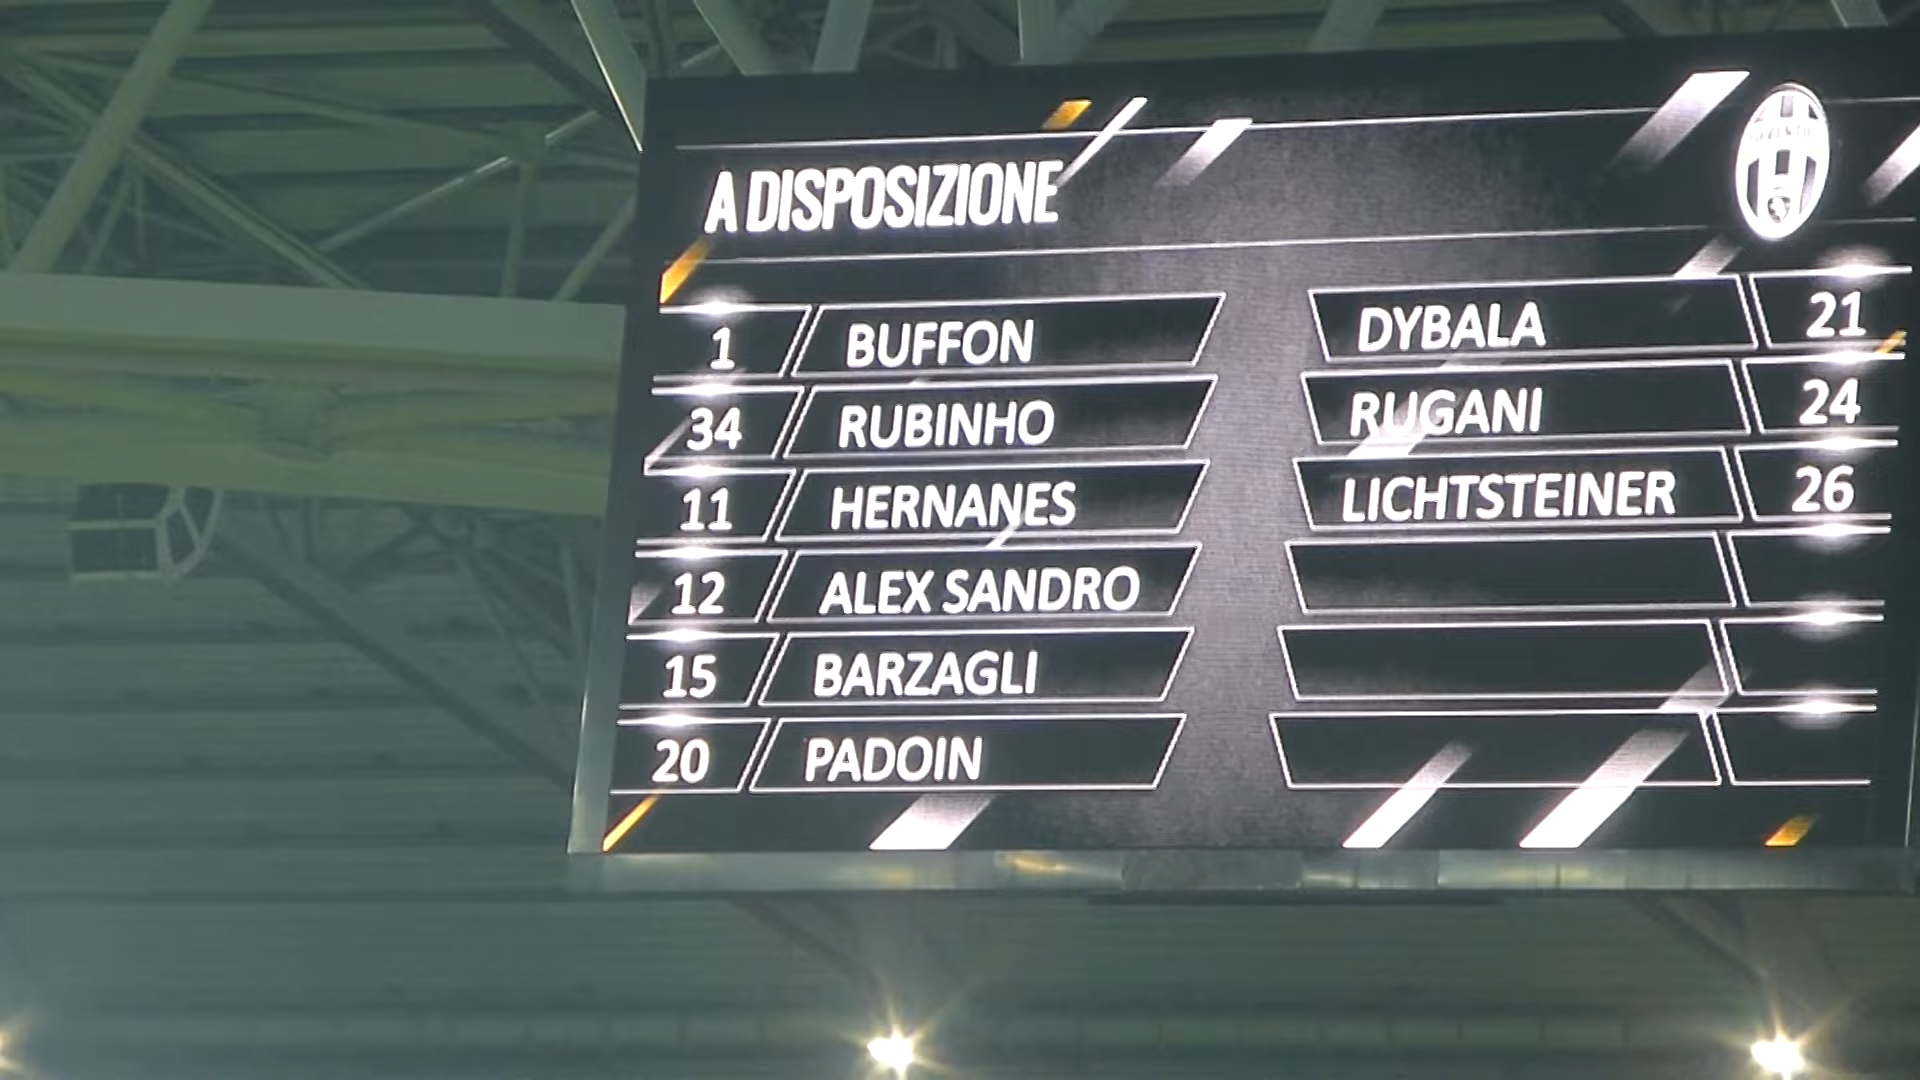 A DISPOSIZIONE
1 BUFFON
34 RUBINHO
11 HERNANES
12 ALEX SANDRO
15 BARZAGLI
20 PADOIN
DYBALA 21
RUGANI 24
LICHTSTEINER 26